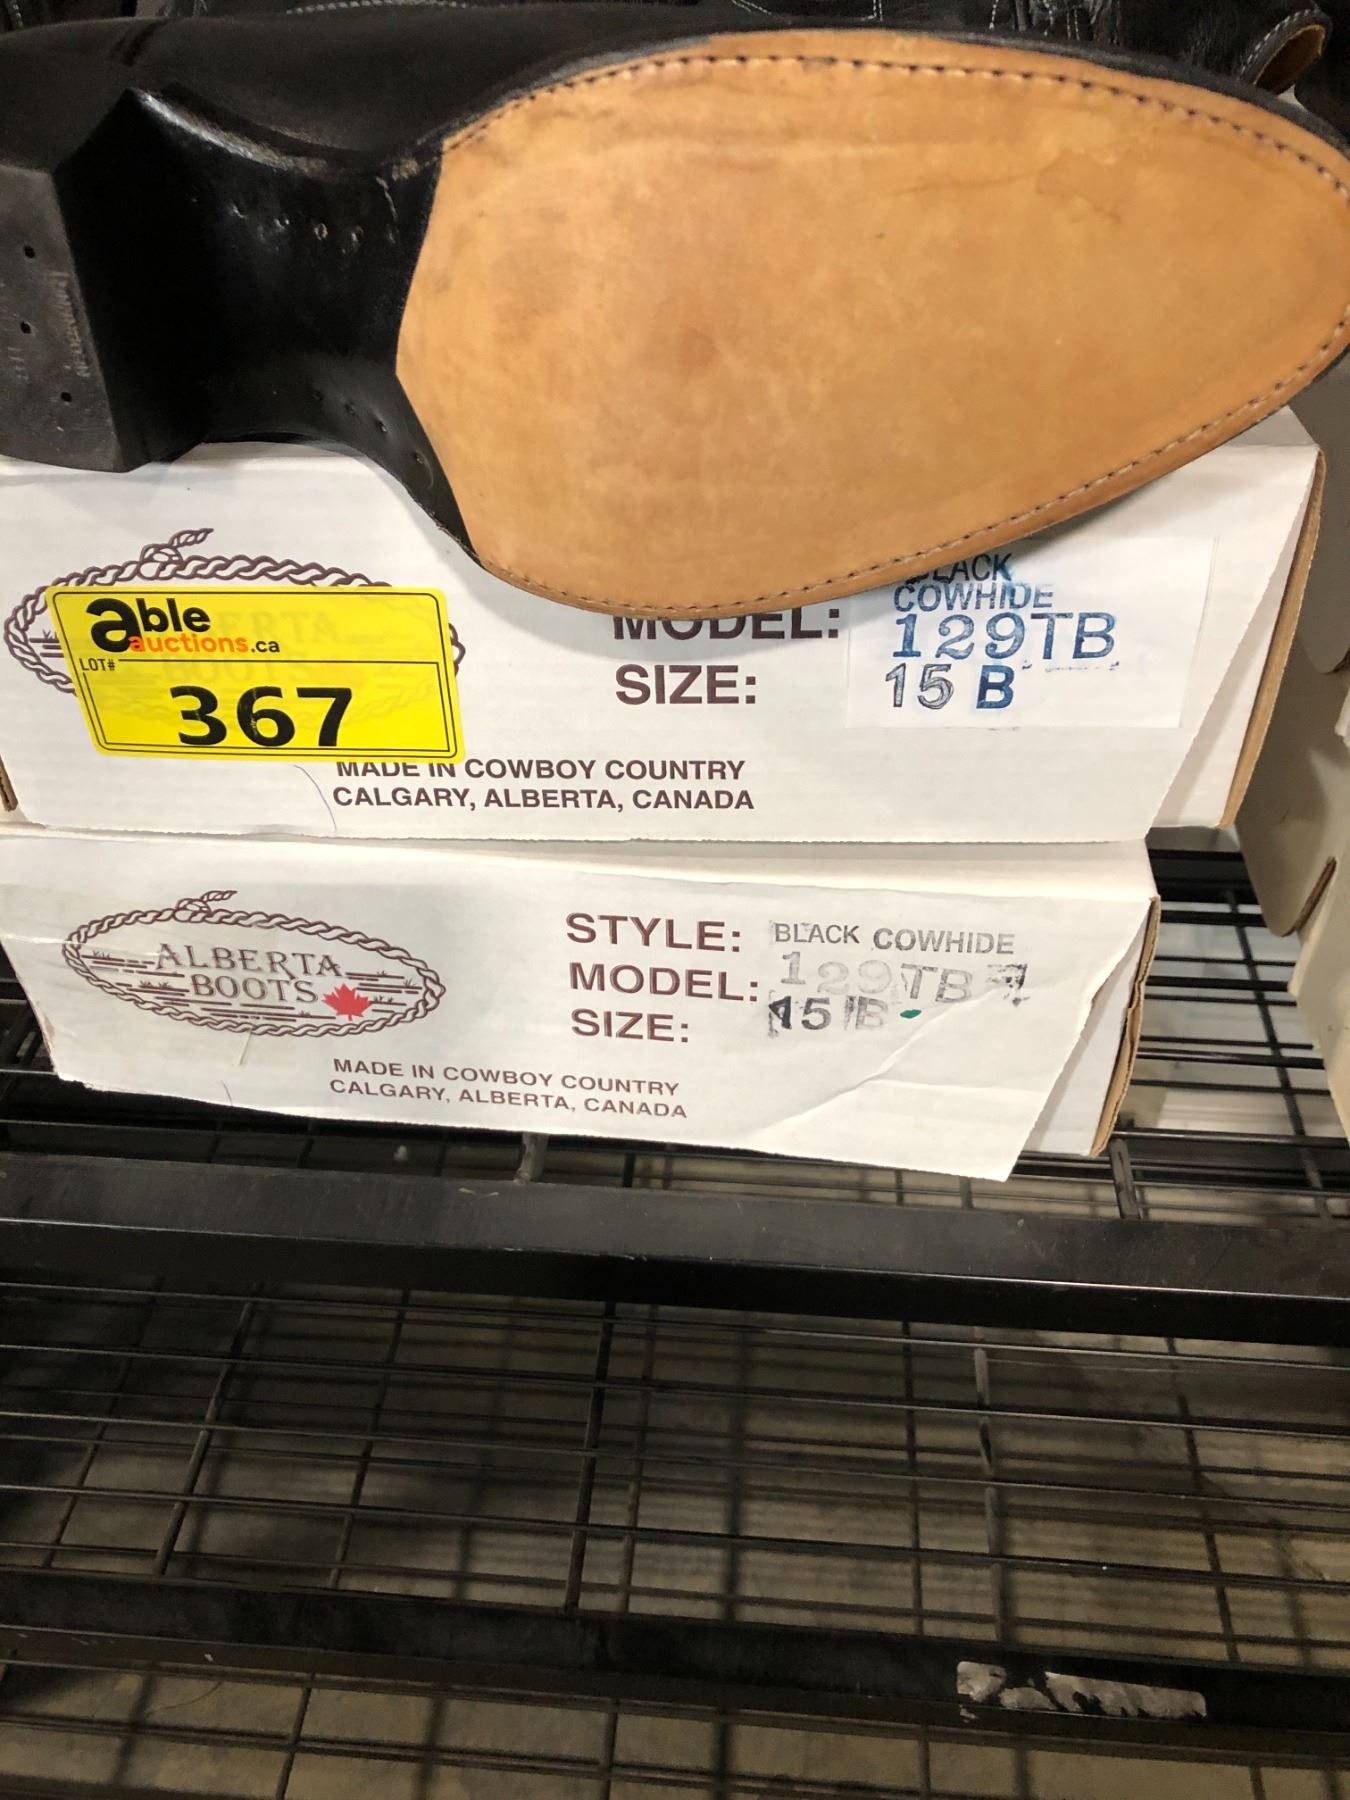 able
auctions.ca
LOT#
367
BLACK
COWHIDE
MODEL: 129TB
SIZE: 15 B
MADE IN COWBOY COUNTRY
CALGARY, ALBERTA, CANADA
ALBERTA
BOOTS
STYLE: BLACK COWHIDE
MODEL: 129TB
SIZE: 15 B
MADE IN COWBOY COUNTRY
CALGARY, ALBERTA, CANADA